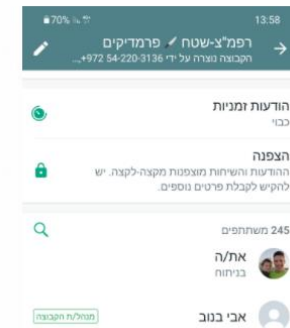 70% 13:58
רפמ"צ-שטח פרמדיקים
הקבוצה נוצרה על ידי ‎+972 54-220-3136,...
הודעות זמניות
כבוי
הצפנה
ההודעות והשיחות מוצפנות מקצה-לקצה. יש
להקיש לקבלת פרטים נוספים.
245 משתתפים
את/ה
בניתוח
אבי בנוב
מנהל/ת הקבוצה